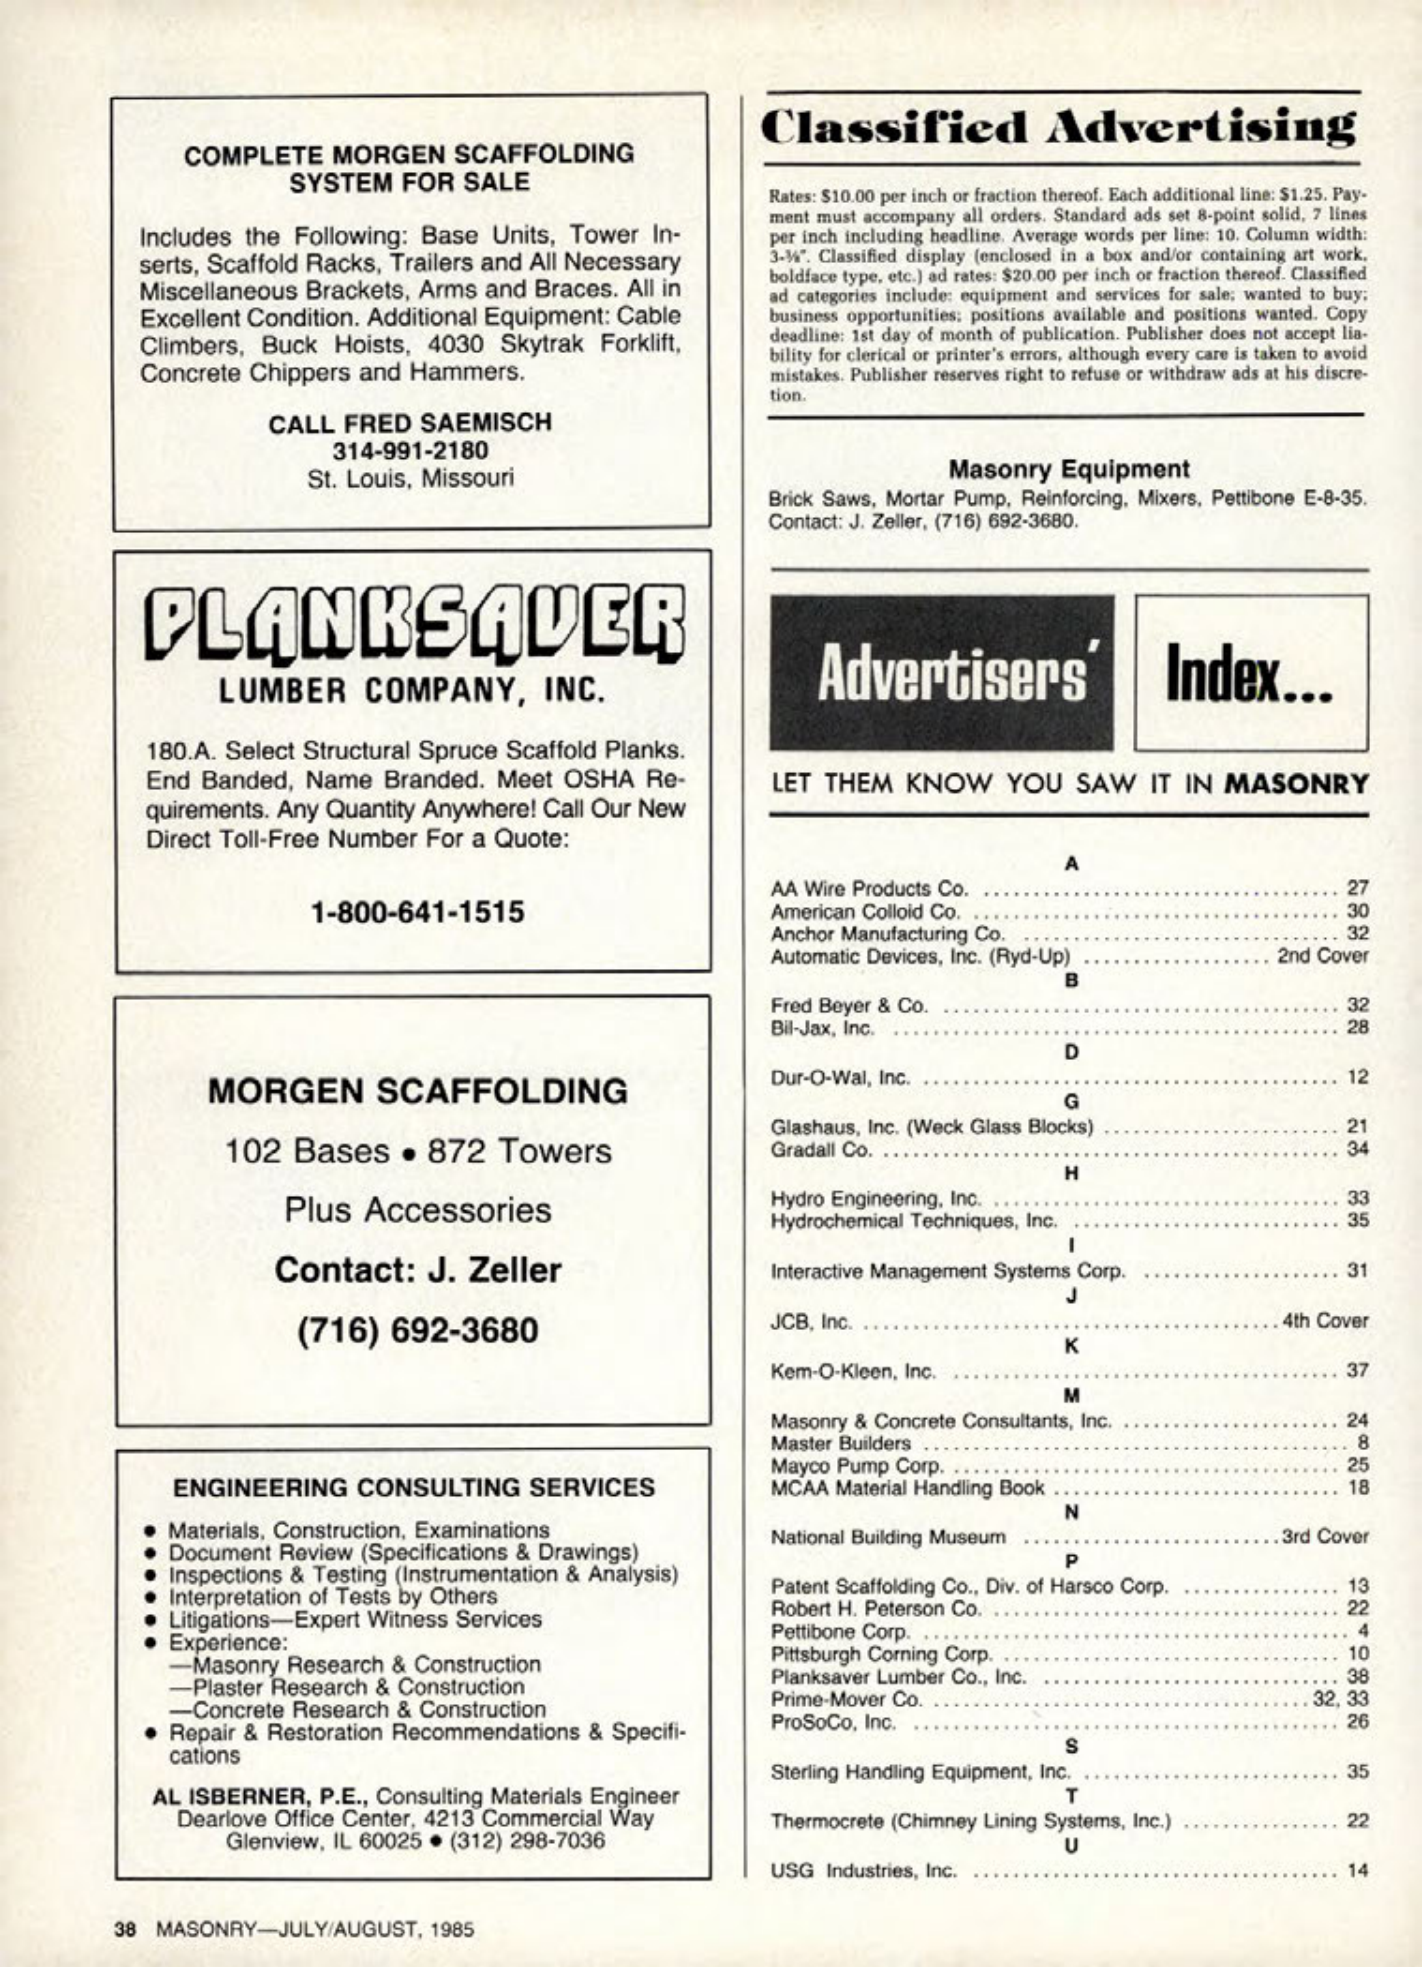 COMPLETE MORGEN SCAFFOLDING
SYSTEM FOR SALE
Includes the Following: Base Units, Tower In-
serts, Scaffold Racks, Trailers and All Necessary
Miscellaneous Brackets, Arms and Braces. All in
Excellent Condition. Additional Equipment: Cable
Climbers, Buck Hoists, 4030 Skytrak Forklift,
Concrete Chippers and Hammers.
CALL FRED SAEMISCH
314-991-2180
St. Louis, Missouri
PLANKSAVER
LUMBER COMPANY, INC.
180.A. Select Structural Spruce Scaffold Planks.
End Banded, Name Branded. Meet OSHA Re-
quirements. Any Quantity Anywhere! Call Our New
Direct Toll-Free Number For a Quote:
1-800-641-1515
MORGEN SCAFFOLDING
102 Bases • 872 Towers
Plus Accessories
Contact: J. Zeller
(716) 692-3680
ENGINEERING CONSULTING SERVICES
• Materials, Construction, Examinations
• Document Review (Specifications & Drawings)
• Inspections & Testing (Instrumentation & Analysis)
• Interpretation of Tests by Others
• Litigations—Expert Witness Services
• Experience:
—Masonry Research & Construction
—Plaster Research & Construction
—Concrete Research & Construction
• Repair & Restoration Recommendations & Specifi-
cations
AL ISBERNER, P.E., Consulting Materials Engineer
Dearlove Office Center, 4213 Commercial Way
Glenview, IL 60025 • (312) 298-7036
Classified Advertising
Rates: $10.00 per inch or fraction thereof. Each additional line: $1.25. Pay-
ment must accompany all orders. Standard ads set 8-point solid, 7 lines
per inch including headline. Average words per line: 10. Column width:
3-⅜". Classified display (enclosed in a box and/or containing art work,
boldface type, etc.) ad rates: $20.00 per inch or fraction thereof. Classified
ad categories include: equipment and services for sale; wanted to buy;
business opportunities; positions available and positions wanted. Copy
deadline: 1st day of month of publication. Publisher does not accept lia-
bility for clerical or printer's errors, although every care is taken to avoid
mistakes. Publisher reserves right to refuse or withdraw ads at his discre-
tion.
Masonry Equipment
Brick Saws, Mortar Pump, Reinforcing, Mixers, Pettibone E-8-35.
Contact: J. Zeller, (716) 692-3680.
Advertisers' Index...
LET THEM KNOW YOU SAW IT IN MASONRY
A
AA Wire Products Co. .......... 27
American Colloid Co. .......... 30
Anchor Manufacturing Co. .......... 32
Automatic Devices, Inc. (Ryd-Up) .......... 2nd Cover
B
Fred Beyer & Co. .......... 32
Bil-Jax, Inc. .......... 28
D
Dur-O-Wal, Inc. .......... 12
G
Glashaus, Inc. (Weck Glass Blocks) .......... 21
Gradall Co. .......... 34
H
Hydro Engineering, Inc. .......... 33
Hydrochemical Techniques, Inc. .......... 35
I
Interactive Management Systems Corp. .......... 31
J
JCB, Inc. .......... 4th Cover
K
Kem-O-Kleen, Inc. .......... 37
M
Masonry & Concrete Consultants, Inc. .......... 24
Master Builders .......... 8
Mayco Pump Corp. .......... 25
MCAA Material Handling Book .......... 18
N
National Building Museum .......... 3rd Cover
P
Patent Scaffolding Co., Div. of Harsco Corp. .......... 13
Robert H. Peterson Co. .......... 22
Pettibone Corp. .......... 4
Pittsburgh Corning Corp. .......... 10
Planksaver Lumber Co., Inc. .......... 38
Prime-Mover Co. .......... 32, 33
ProSoCo, Inc. .......... 26
S
Sterling Handling Equipment, Inc. .......... 35
T
Thermocrete (Chimney Lining Systems, Inc.) .......... 22
U
USG Industries, Inc. .......... 14
38 MASONRY—JULY/AUGUST, 1985